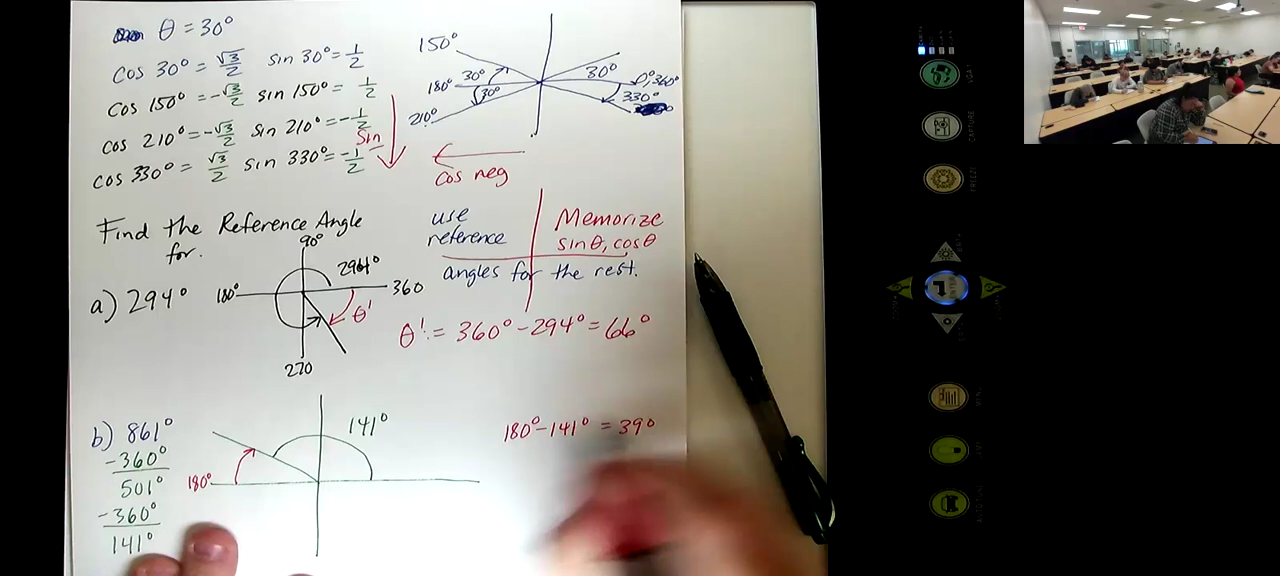 θ = 30°
cos 30° = √3/2 sin 30° = 1/2
cos 150° = -√3/2 sin 150° = 1/2
cos 210° = -√3/2 sin 210° = -1/2
cos 330° = √3/2 sin 330° = -1/2
Sin
150°
180° 30° 30° 0°, 360°
30° 330°
210°
cos neg
Find the Reference Angle
for.
use Memorize
reference sinθ, cosθ
angles for the rest.
a) 294°
90°
294°
180° 360
θ'
270
θ' = 360° - 294° = 66°
b) 861°
-360°
501°
-360°
141°
141°
180°
180° - 141° = 39°
CAPTURE
FREEZE